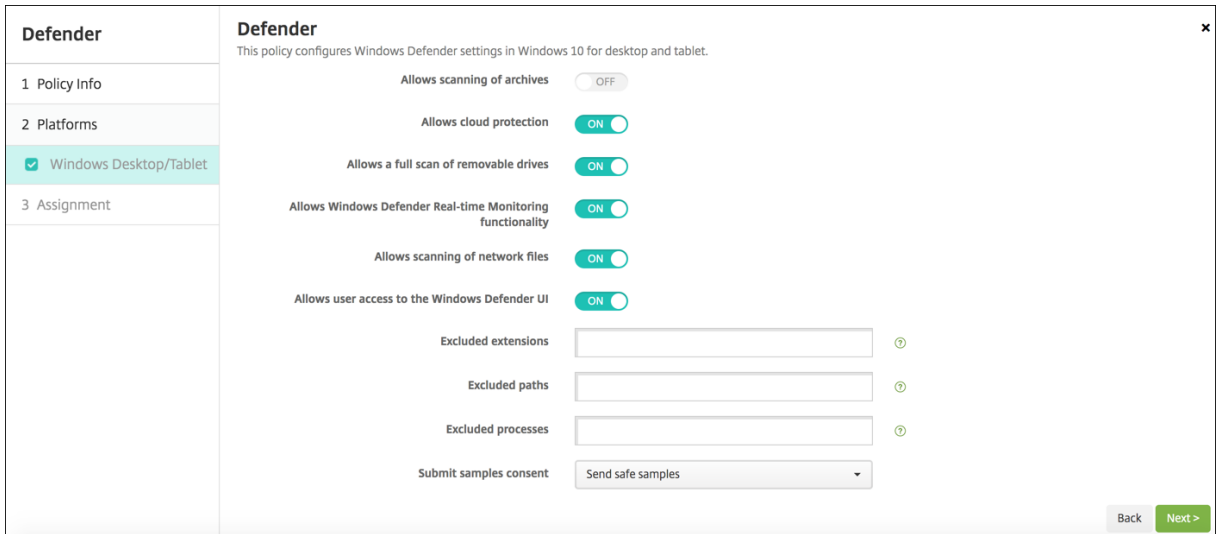 Defender
1 Policy Info
2 Platforms
Windows Desktop/Tablet
3 Assignment
Defender
This policy configures Windows Defender settings in Windows 10 for desktop and tablet.
Allows scanning of archives
OFF
Allows cloud protection
ON
Allows a full scan of removable drives
ON
Allows Windows Defender Real-time Monitoring
functionality
ON
Allows scanning of network files
ON
Allows user access to the Windows Defender UI
ON
Excluded extensions
?
Excluded paths
?
Excluded processes
?
Submit samples consent
Send safe samples
Back
Next >